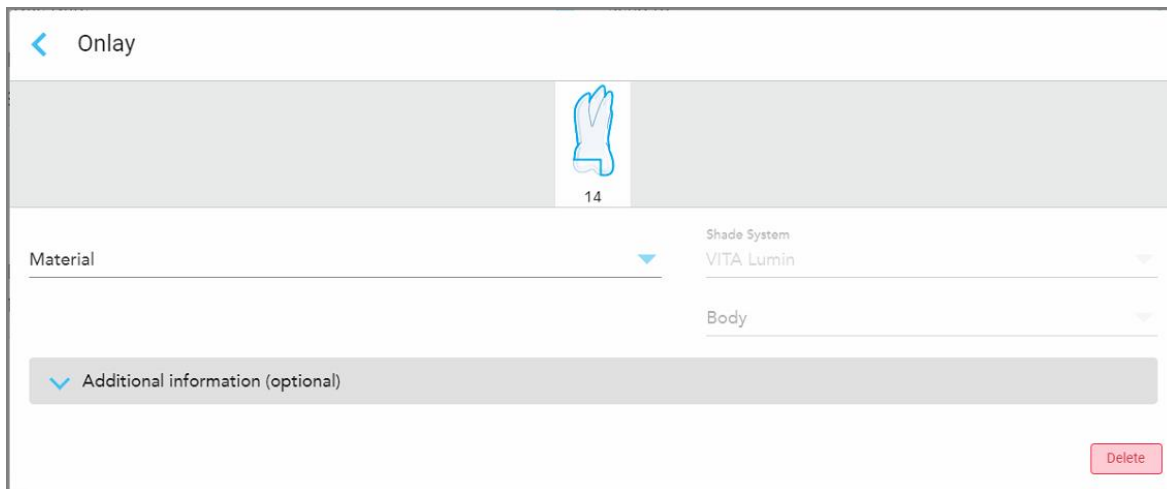 Onlay
14
Material
Shade System
VITA Lumin
Body
Additional information (optional)
Delete